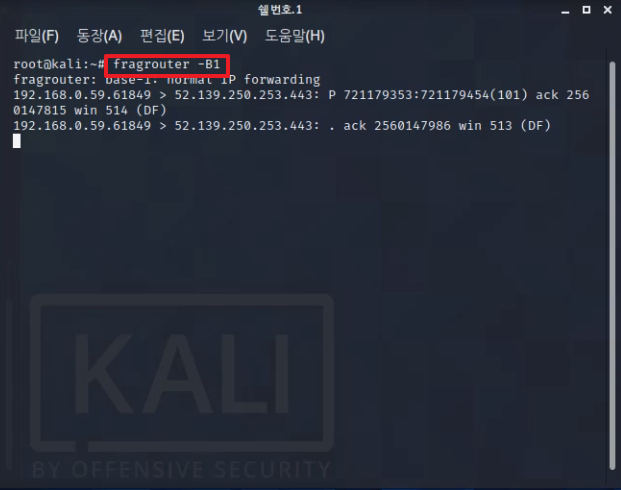 쉘번호.1
파일(F) 동장(A) 편집(E) 보기(V) 도움말(H)
root@kali:~# fragrouter -B1
fragrouter: base-1: normal IP forwarding
192.168.0.59.61849 > 52.139.250.253.443: P 721179353:721179454(101) ack 256
0147815 win 514 (DF)
192.168.0.59.61849 > 52.139.250.253.443: . ack 2560147986 win 513 (DF)
KALI
BY OFFENSIVE SECURITY